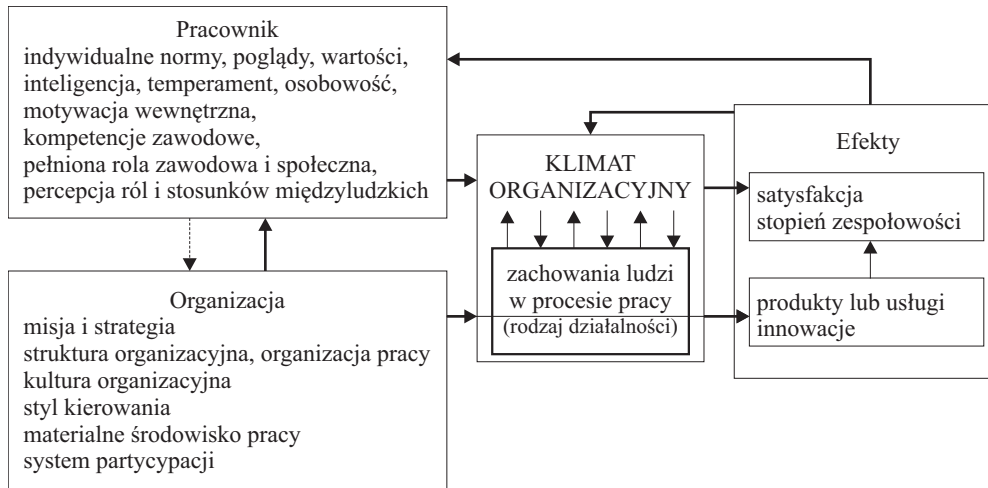 Pracownik
indywidualne normy, poglądy, wartości,
inteligencja, temperament, osobowość,
motywacja wewnętrzna,
kompetencje zawodowe,
pełniona rola zawodowa i społeczna,
percepcja ról i stosunków międzyludzkich
Organizacja
misja i strategia
struktura organizacyjna, organizacja pracy
kultura organizacyjna
styl kierowania
materialne środowisko pracy
system partycypacji
KLIMAT
ORGANIZACYJNY
zachowania ludzi
w procesie pracy
(rodzaj działalności)
Efekty
satysfakcja
stopień zespołowości
produkty lub usługi
innowacje